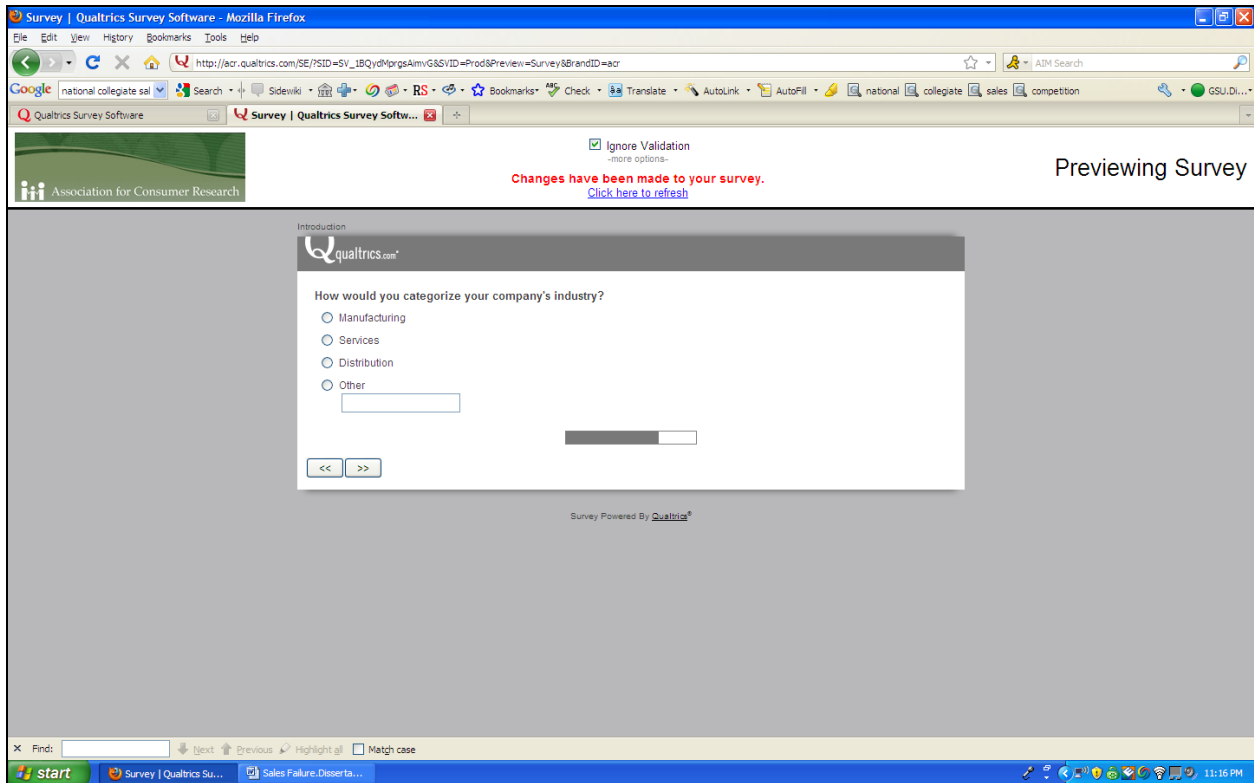 Survey | Qualtrics Survey Software - Mozilla Firefox
File Edit View History Bookmarks Tools Help
http://acr.qualtrics.com/SE/?SID=SV_1BQydMprgsAimvG&SVID=Prod&Preview=Survey&BrandID=acr AIM Search
Google national collegiate sal Search Sidewiki RS Bookmarks Check Translate AutoLink AutoFill national collegiate sales competition GSU.Di...
Qualtrics Survey Software Survey | Qualtrics Survey Softw...
Ignore Validation
-more options-
Changes have been made to your survey.
Click here to refresh
Previewing Survey
Association for Consumer Research
Introduction
qualtrics.com
How would you categorize your company's industry?
Manufacturing
Services
Distribution
Other
<< >>
Survey Powered By Qualtrics®
× Find: Next Previous Highlight all Match case
start Survey | Qualtrics Su... Sales Failure.Disserta... 11:16 PM